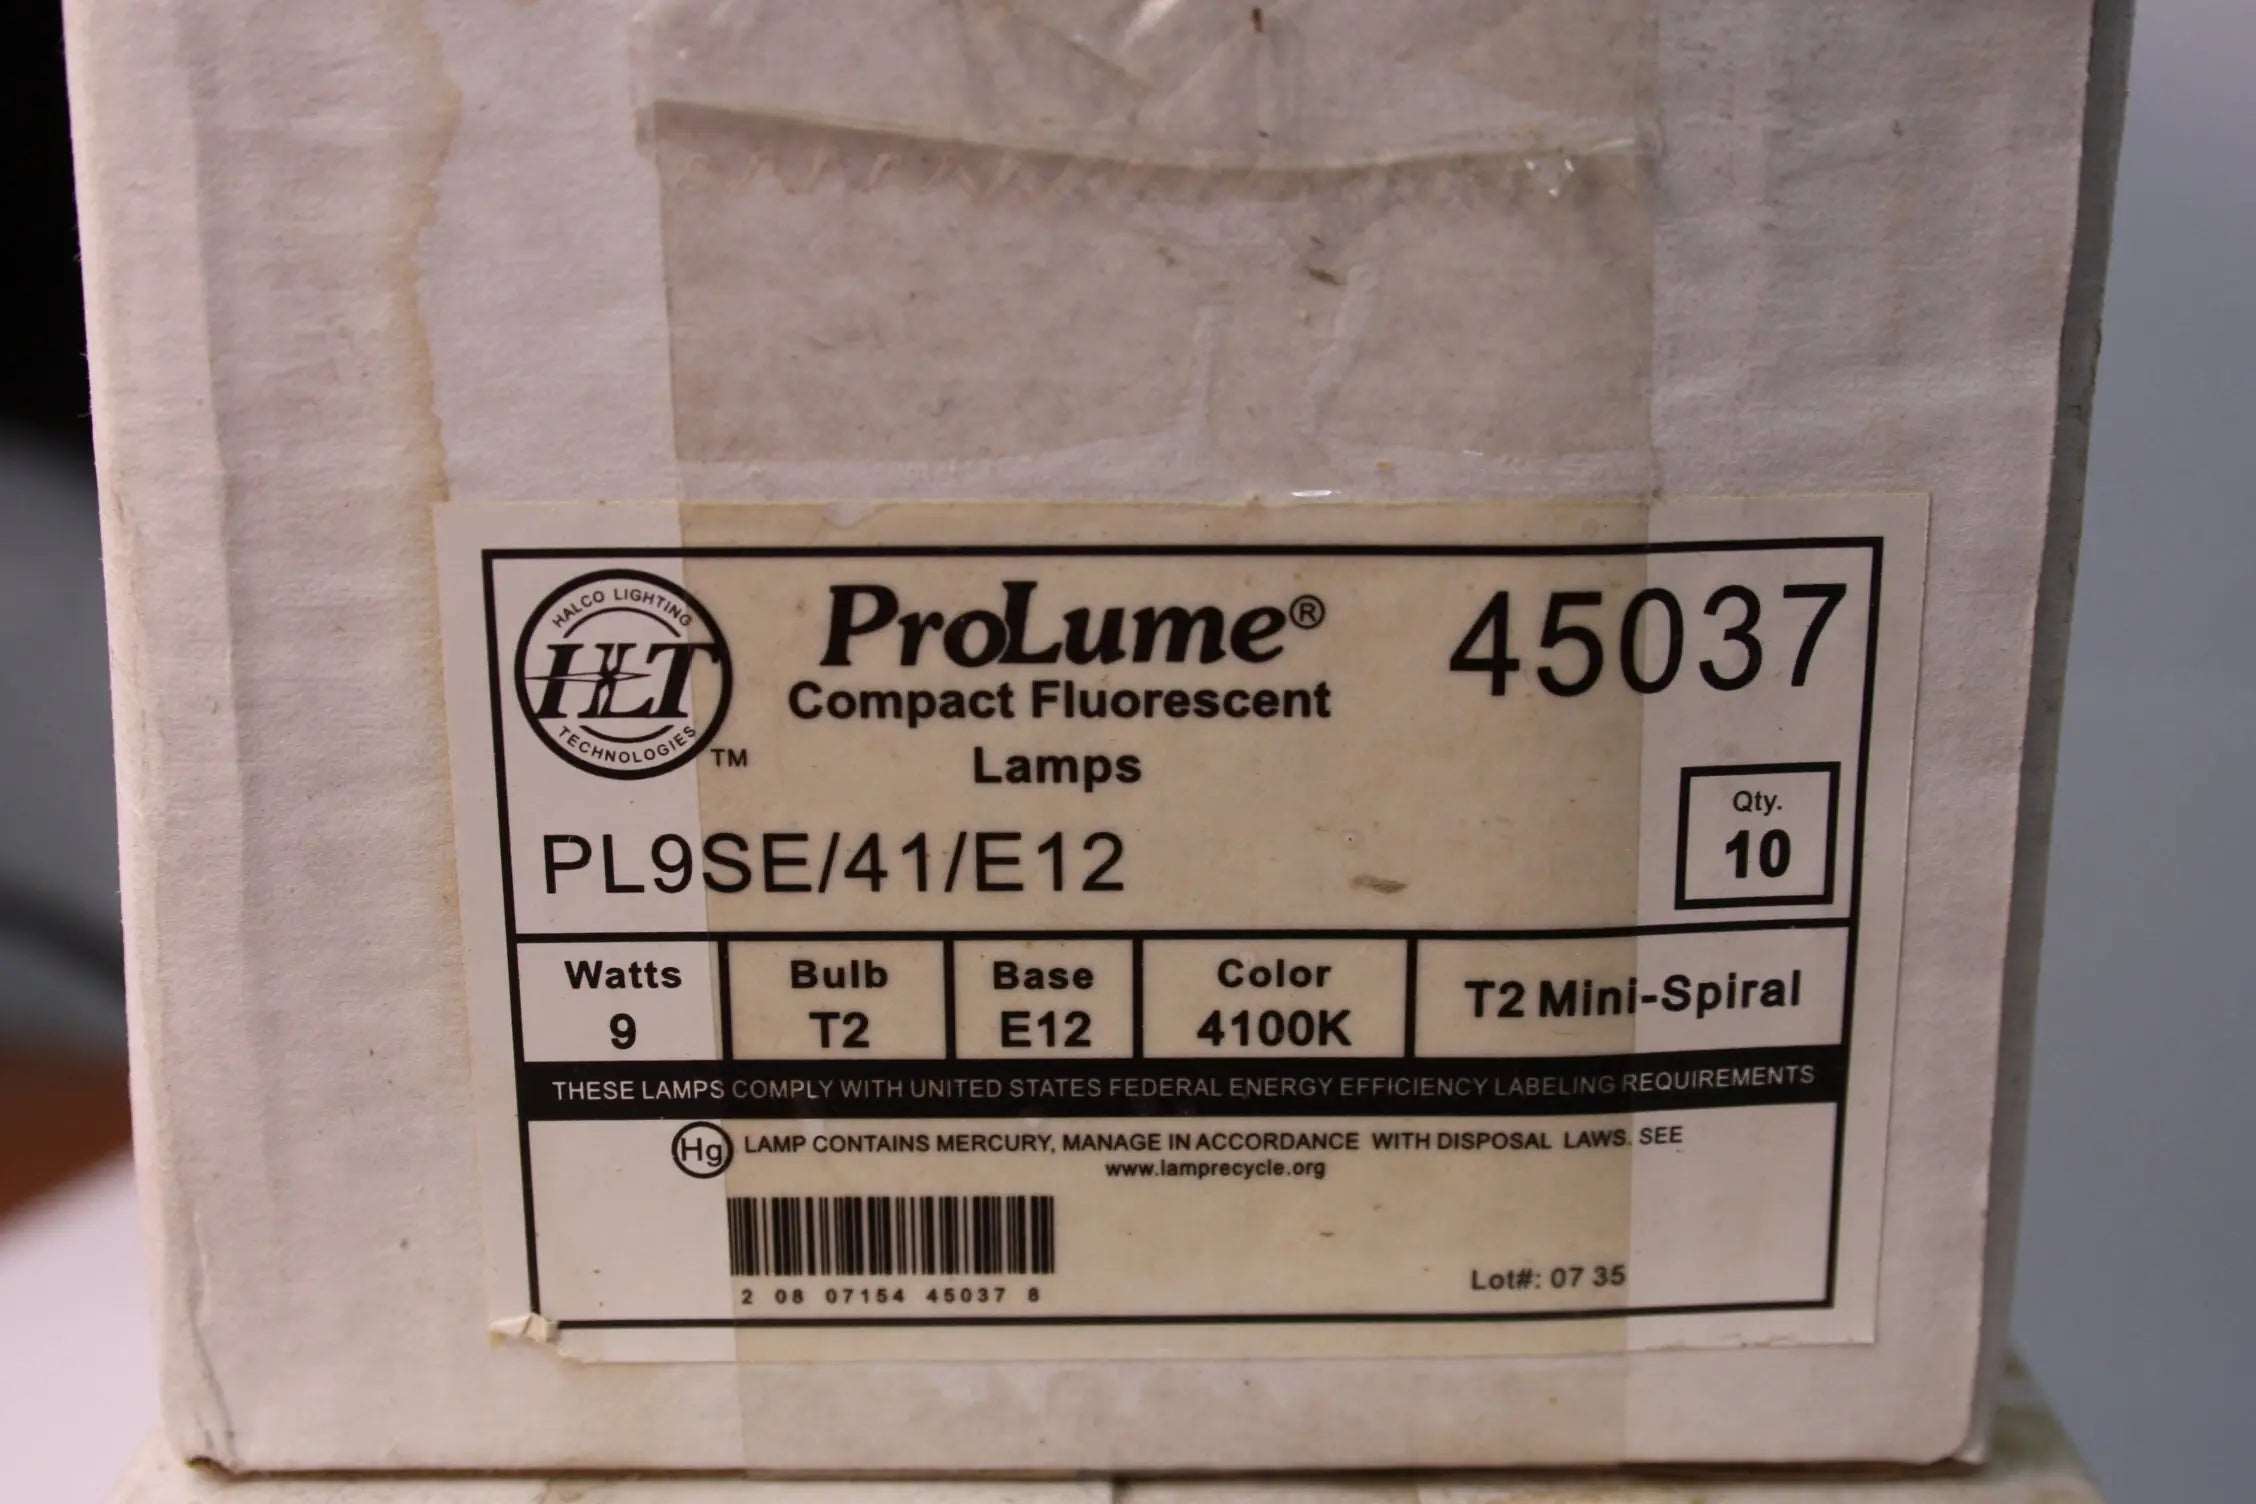 HALCO LIGHTING
HLT
TECHNOLOGIES
TM
ProLume®
Compact Fluorescent
Lamps
45037
Qty.
10
PL9SE/41/E12
Watts
9
Bulb
T2
Base
E12
Color
4100K
T2 Mini-Spiral
THESE LAMPS COMPLY WITH UNITED STATES FEDERAL ENERGY EFFICIENCY LABELING REQUIREMENTS
Hg LAMP CONTAINS MERCURY, MANAGE IN ACCORDANCE WITH DISPOSAL LAWS. SEE
www.lamprecycle.org
2 08 07154 45037 8
Lot#: 07 35